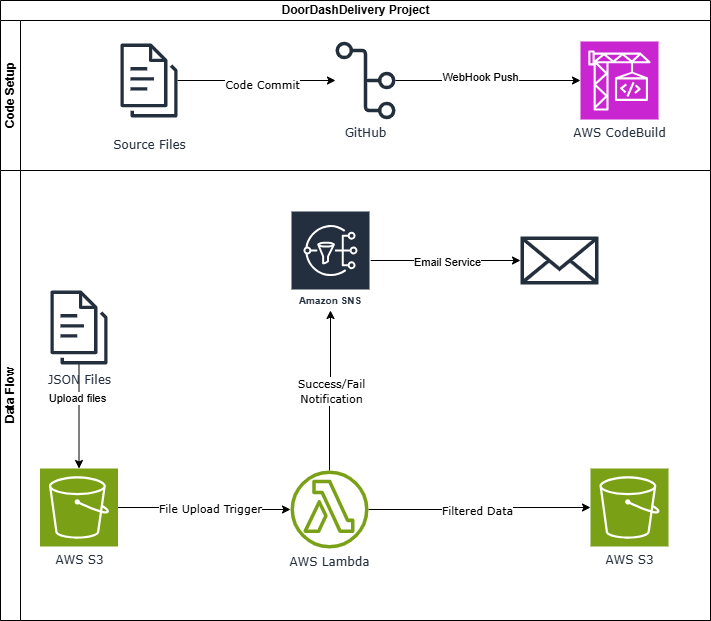 DoorDashDelivery Project
Code Setup
Source Files
Code Commit
GitHub
WebHook Push
AWS CodeBuild
Data Flow
Amazon SNS
Email Service
JSON Files
Upload files
Success/Fail
Notification
AWS S3
File Upload Trigger
AWS Lambda
Filtered Data
AWS S3